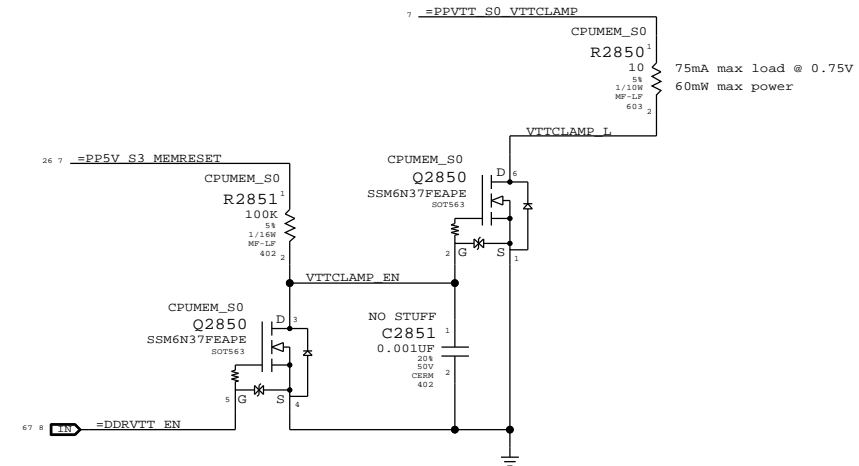 7 =PPVTT_S0_VTTCLAMP
CPUMEM_S0
R2850 1
10
5%
1/10W
MF-LF
603
2
75mA max load @ 0.75V
60mW max power
VTTCLAMP_L
CPUMEM_S0
Q2850
SSM6N37FEAPE
SOT563
D 6
2 G S 1
26 7 =PP5V_S3_MEMRESET
CPUMEM_S0
R2851 1
100K
5%
1/16W
MF-LF
402
2
VTTCLAMP_EN
CPUMEM_S0
Q2850
SSM6N37FEAPE
SOT563
D 3
5 G S 4
NO STUFF
C2851 1
0.001UF
20%
50V
CERM
402
2
67 8 IN =DDRVTT_EN